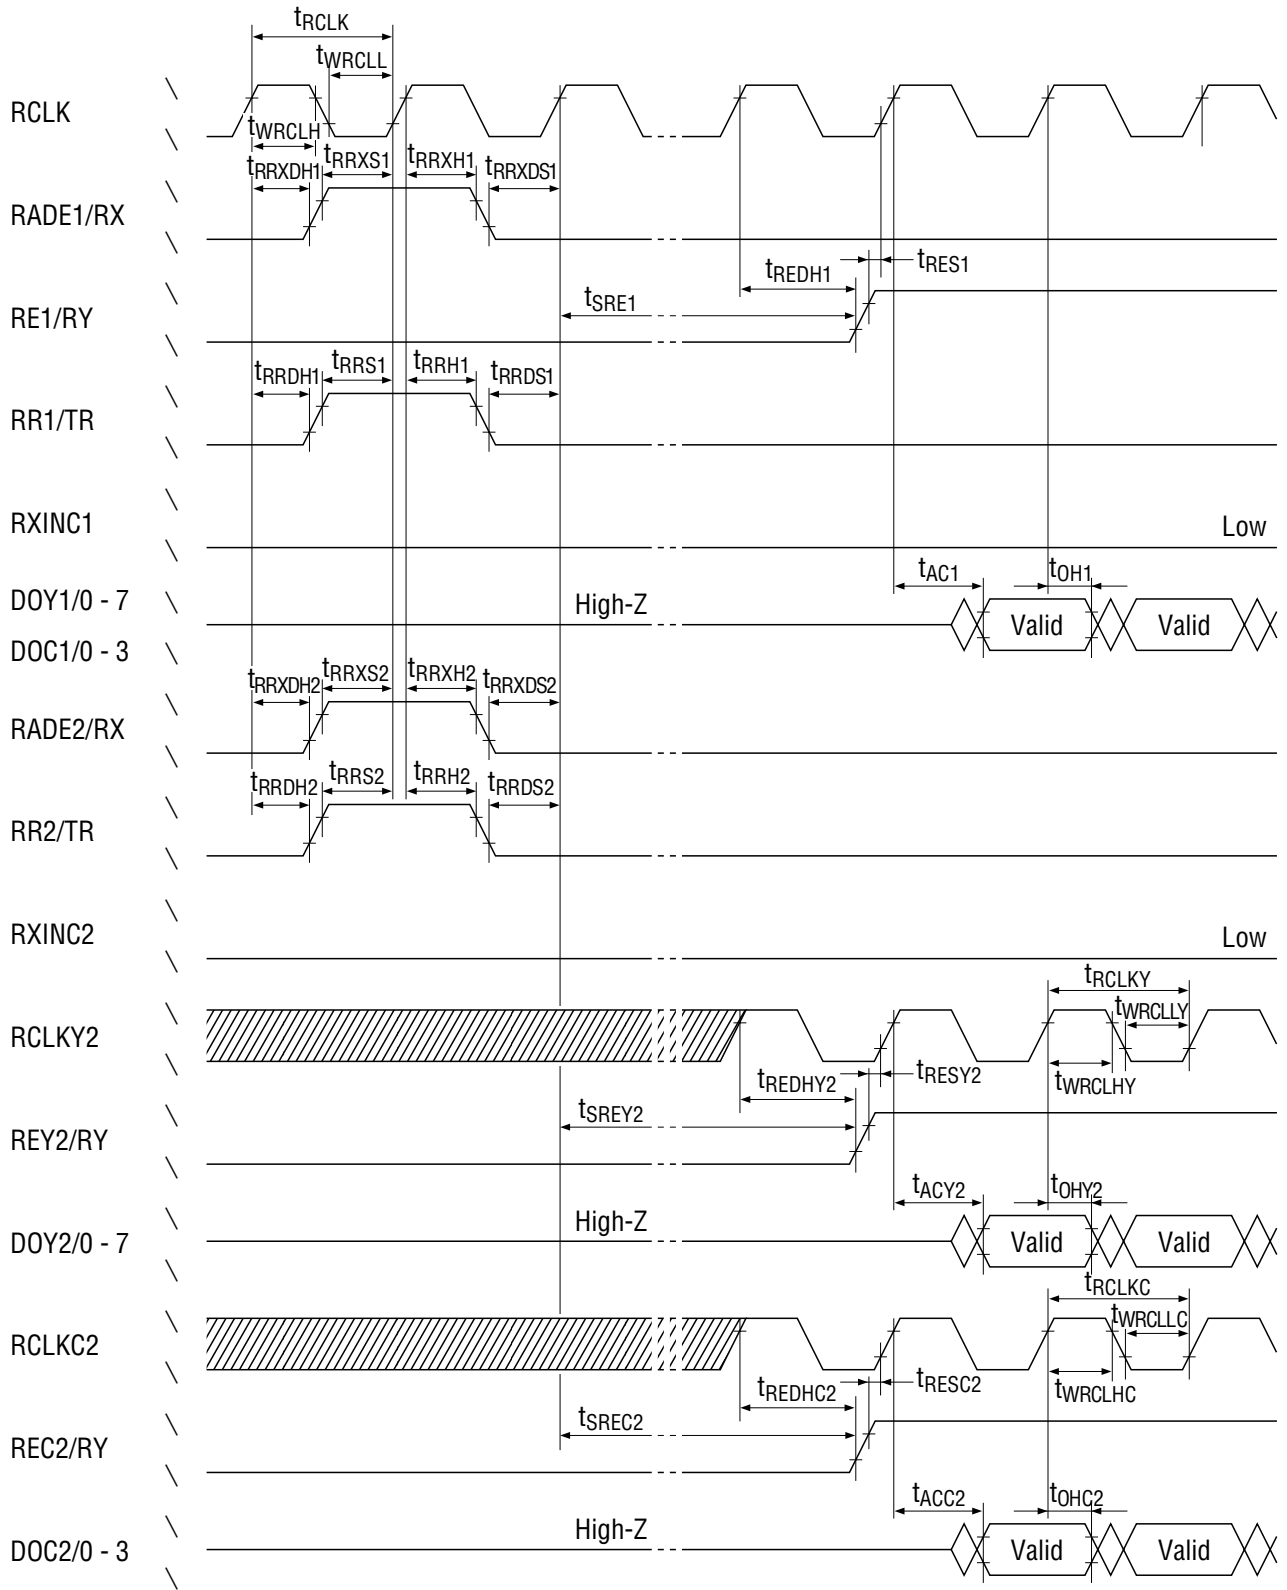 tRCLK
tWRCLL
RCLK
tWRCLH
tRRXDH1 tRRXS1 tRRXH1 tRRXDS1
RADE1/RX
tREDH1 tRES1
tSRE1
RE1/RY
tRRDH1 tRRS1 tRRH1 tRRDS1
RR1/TR
RXINC1 Low
tAC1 tOH1
DOY1/0 - 7 High-Z Valid Valid
DOC1/0 - 3
tRRXDH2 tRRXS2 tRRXH2 tRRXDS2
RADE2/RX
tRRDH2 tRRS2 tRRH2 tRRDS2
RR2/TR
RXINC2 Low
tRCLKY
tWRCLLY
RCLKY2
tREDHY2 tRESY2 tWRCLHY
tSREY2
REY2/RY
tACY2 tOHY2
High-Z
DOY2/0 - 7 Valid Valid
tRCLKC
tWRCLLC
RCLKC2
tREDHC2 tRESC2 tWRCLHC
tSREC2
REC2/RY
tACC2 tOHC2
High-Z
DOC2/0 - 3 Valid Valid